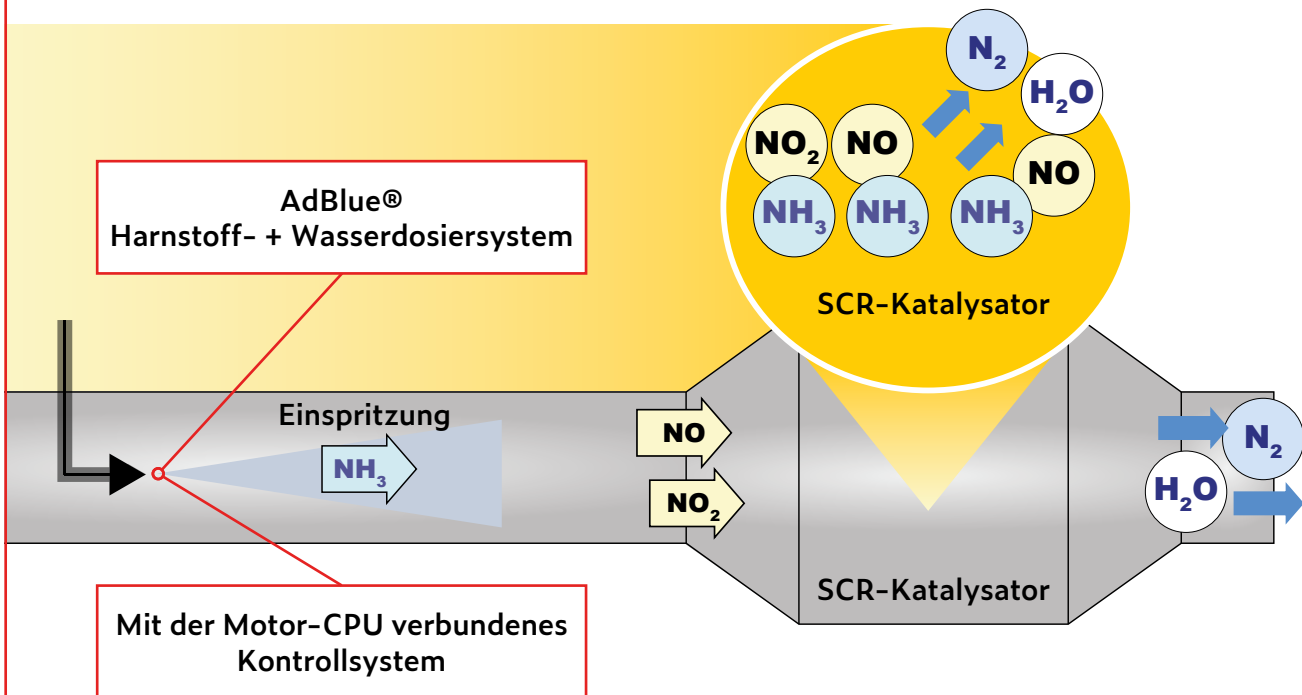 N₂
H₂O
NO₂ NO
NO
NH₃ NH₃ NH₃
AdBlue®
Harnstoff- + Wasserdosiersystem
SCR-Katalysator
Einspritzung
NH₃
NO
NO₂
N₂
H₂O
SCR-Katalysator
Mit der Motor-CPU verbundenes
Kontrollsystem